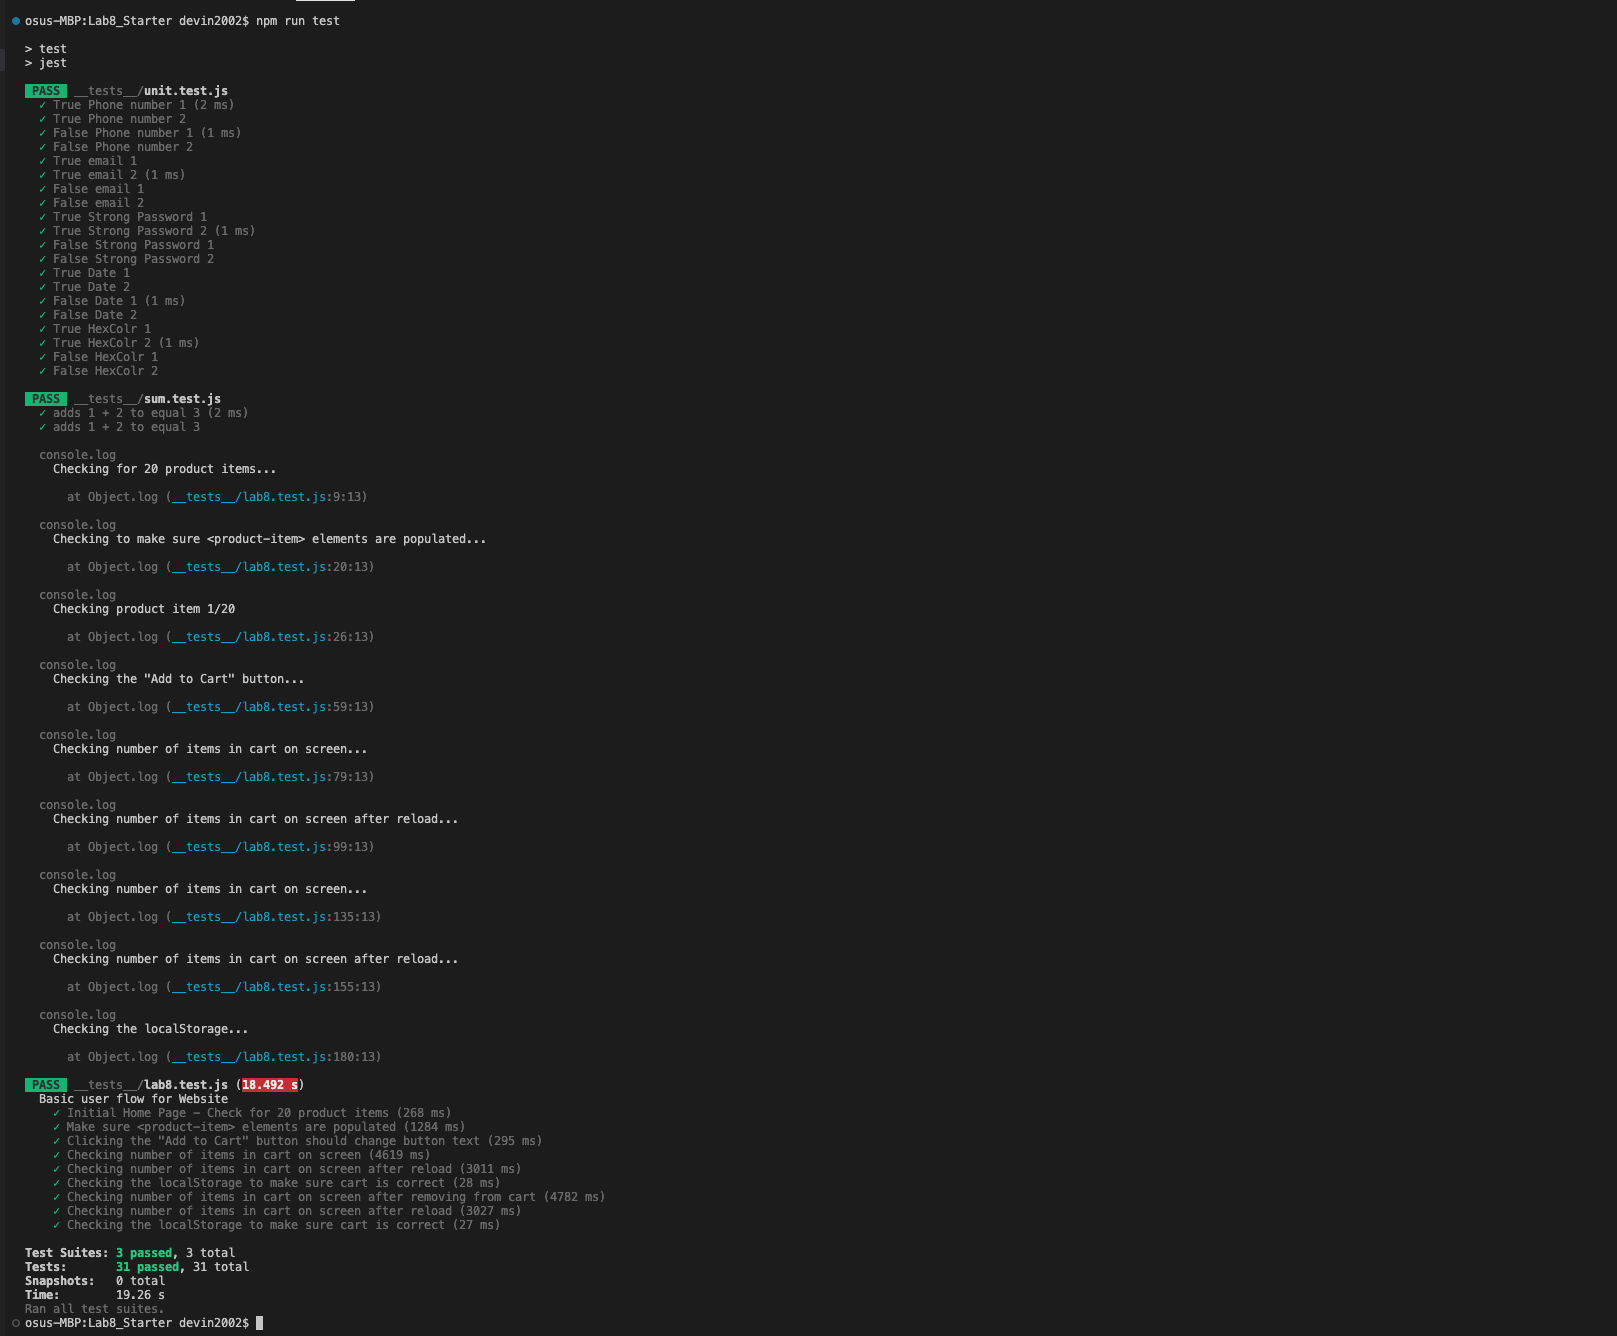 osus-MBP:Lab8_Starter devin2002$ npm run test
> test
> jest
PASS __tests__/unit.test.js
✓ True Phone number 1 (2 ms)
✓ True Phone number 2
✓ False Phone number 1 (1 ms)
✓ False Phone number 2
✓ True email 1
✓ True email 2 (1 ms)
✓ False email 1
✓ False email 2
✓ True Strong Password 1
✓ True Strong Password 2 (1 ms)
✓ False Strong Password 1
✓ False Strong Password 2
✓ True Date 1
✓ True Date 2
✓ False Date 1 (1 ms)
✓ False Date 2
✓ True HexColr 1
✓ True HexColr 2 (1 ms)
✓ False HexColr 1
✓ False HexColr 2
PASS __tests__/sum.test.js
✓ adds 1 + 2 to equal 3 (2 ms)
✓ adds 1 + 2 to equal 3
console.log
Checking for 20 product items...
at Object.log (__tests__/lab8.test.js:9:13)
console.log
Checking to make sure <product-item> elements are populated...
at Object.log (__tests__/lab8.test.js:20:13)
console.log
Checking product item 1/20
at Object.log (__tests__/lab8.test.js:26:13)
console.log
Checking the "Add to Cart" button...
at Object.log (__tests__/lab8.test.js:59:13)
console.log
Checking number of items in cart on screen...
at Object.log (__tests__/lab8.test.js:79:13)
console.log
Checking number of items in cart on screen after reload...
at Object.log (__tests__/lab8.test.js:99:13)
console.log
Checking number of items in cart on screen...
at Object.log (__tests__/lab8.test.js:135:13)
console.log
Checking number of items in cart on screen after reload...
at Object.log (__tests__/lab8.test.js:155:13)
console.log
Checking the localStorage...
at Object.log (__tests__/lab8.test.js:180:13)
PASS __tests__/lab8.test.js (18.492 s)
Basic user flow for Website
✓ Initial Home Page - Check for 20 product items (268 ms)
✓ Make sure <product-item> elements are populated (1284 ms)
✓ Clicking the "Add to Cart" button should change button text (295 ms)
✓ Checking number of items in cart on screen (4619 ms)
✓ Checking number of items in cart on screen after reload (3011 ms)
✓ Checking the localStorage to make sure cart is correct (28 ms)
✓ Checking number of items in cart on screen after removing from cart (4782 ms)
✓ Checking number of items in cart on screen after reload (3027 ms)
✓ Checking the localStorage to make sure cart is correct (27 ms)
Test Suites: 3 passed, 3 total
Tests: 31 passed, 31 total
Snapshots: 0 total
Time: 19.26 s
Ran all test suites.
osus-MBP:Lab8_Starter devin2002$